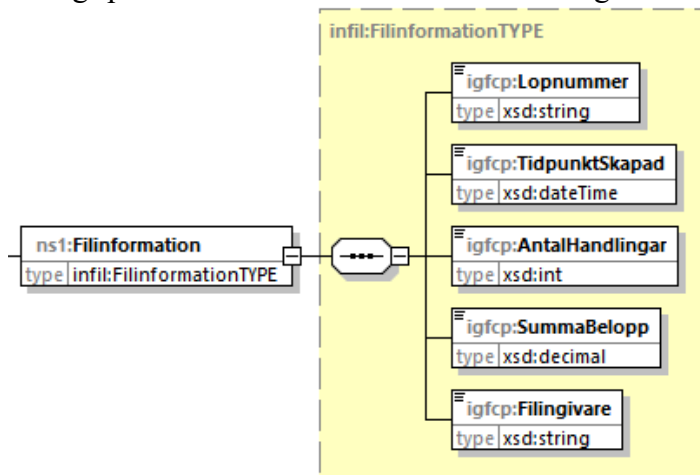 infil:FilinformationTYPE
igfcp:Lopnummer
type xsd:string
igfcp:TidpunktSkapad
type xsd:dateTime
ns1:Filinformation
type infil:FilinformationTYPE
igfcp:AntalHandlingar
type xsd:int
igfcp:SummaBelopp
type xsd:decimal
igfcp:Filingivare
type xsd:string